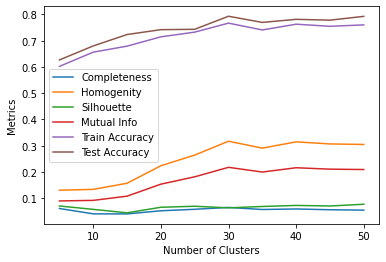 0.8
0.7
0.6
0.5
0.4
0.3
0.2
0.1
Metrics
Completeness
Homogenity
Silhouette
Mutual Info
Train Accuracy
Test Accuracy
10 20 30 40 50
Number of Clusters